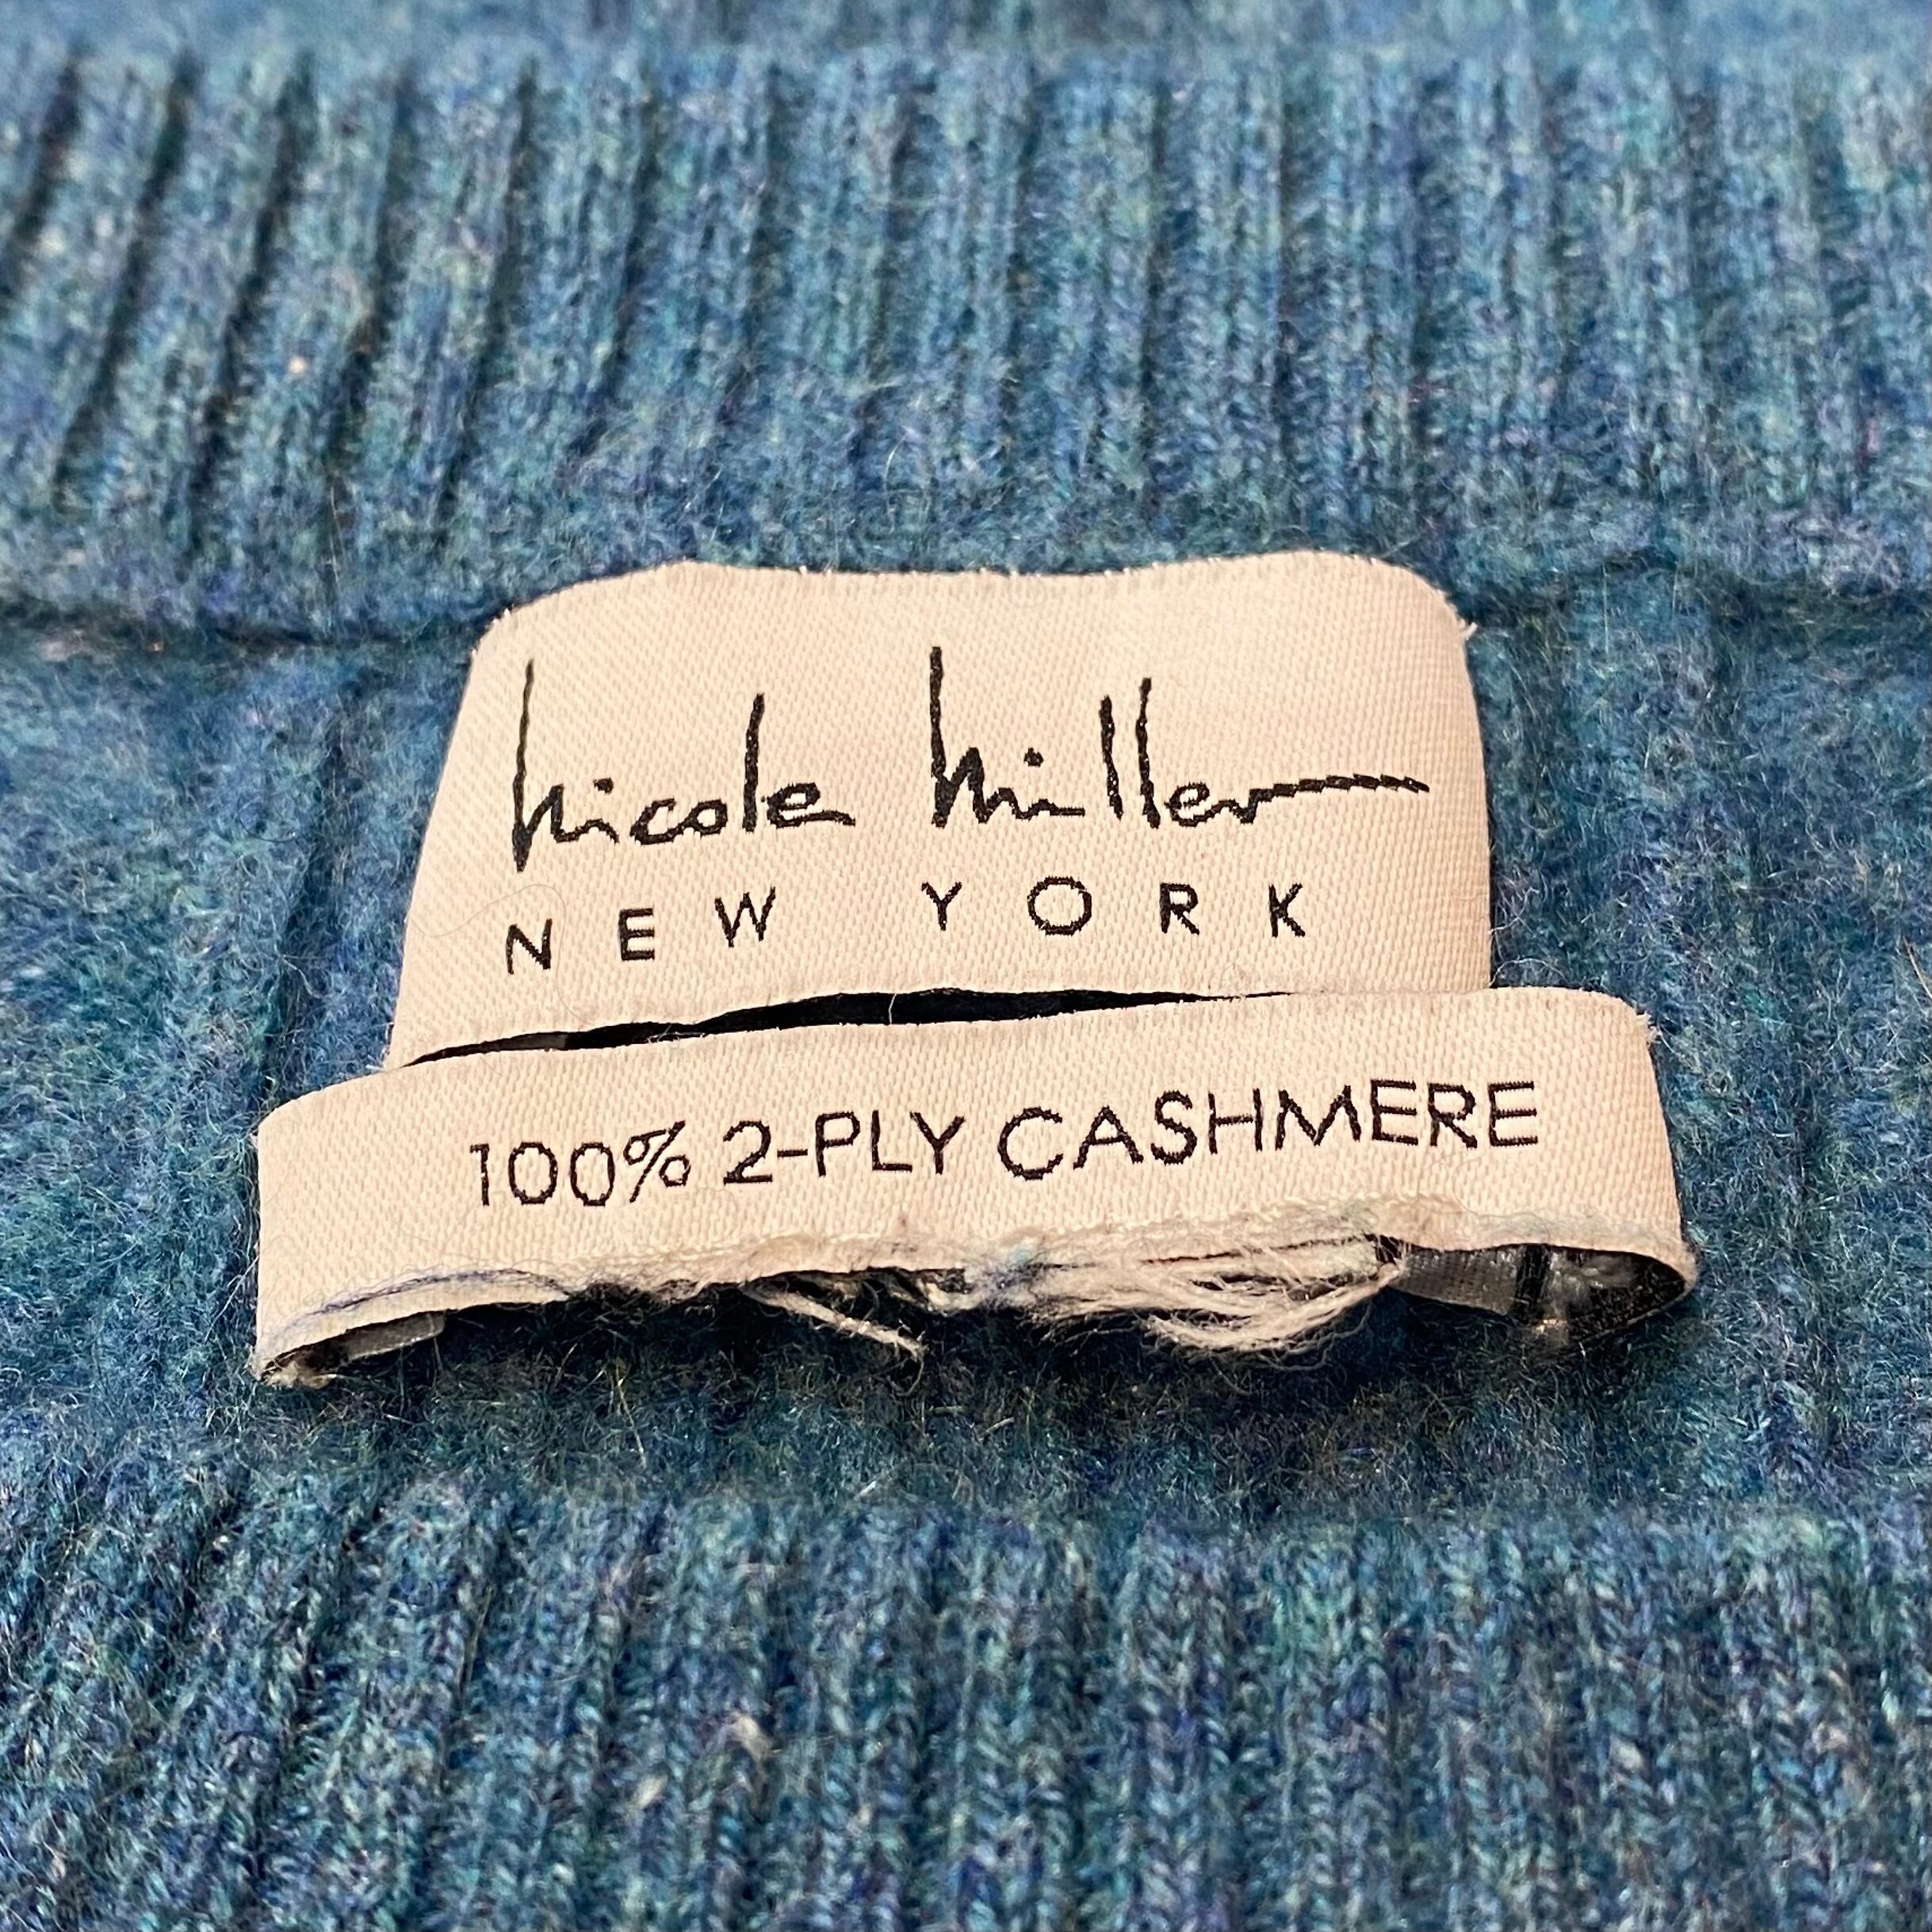 Nicole Miller
NEW YORK
100% 2-PLY CASHMERE